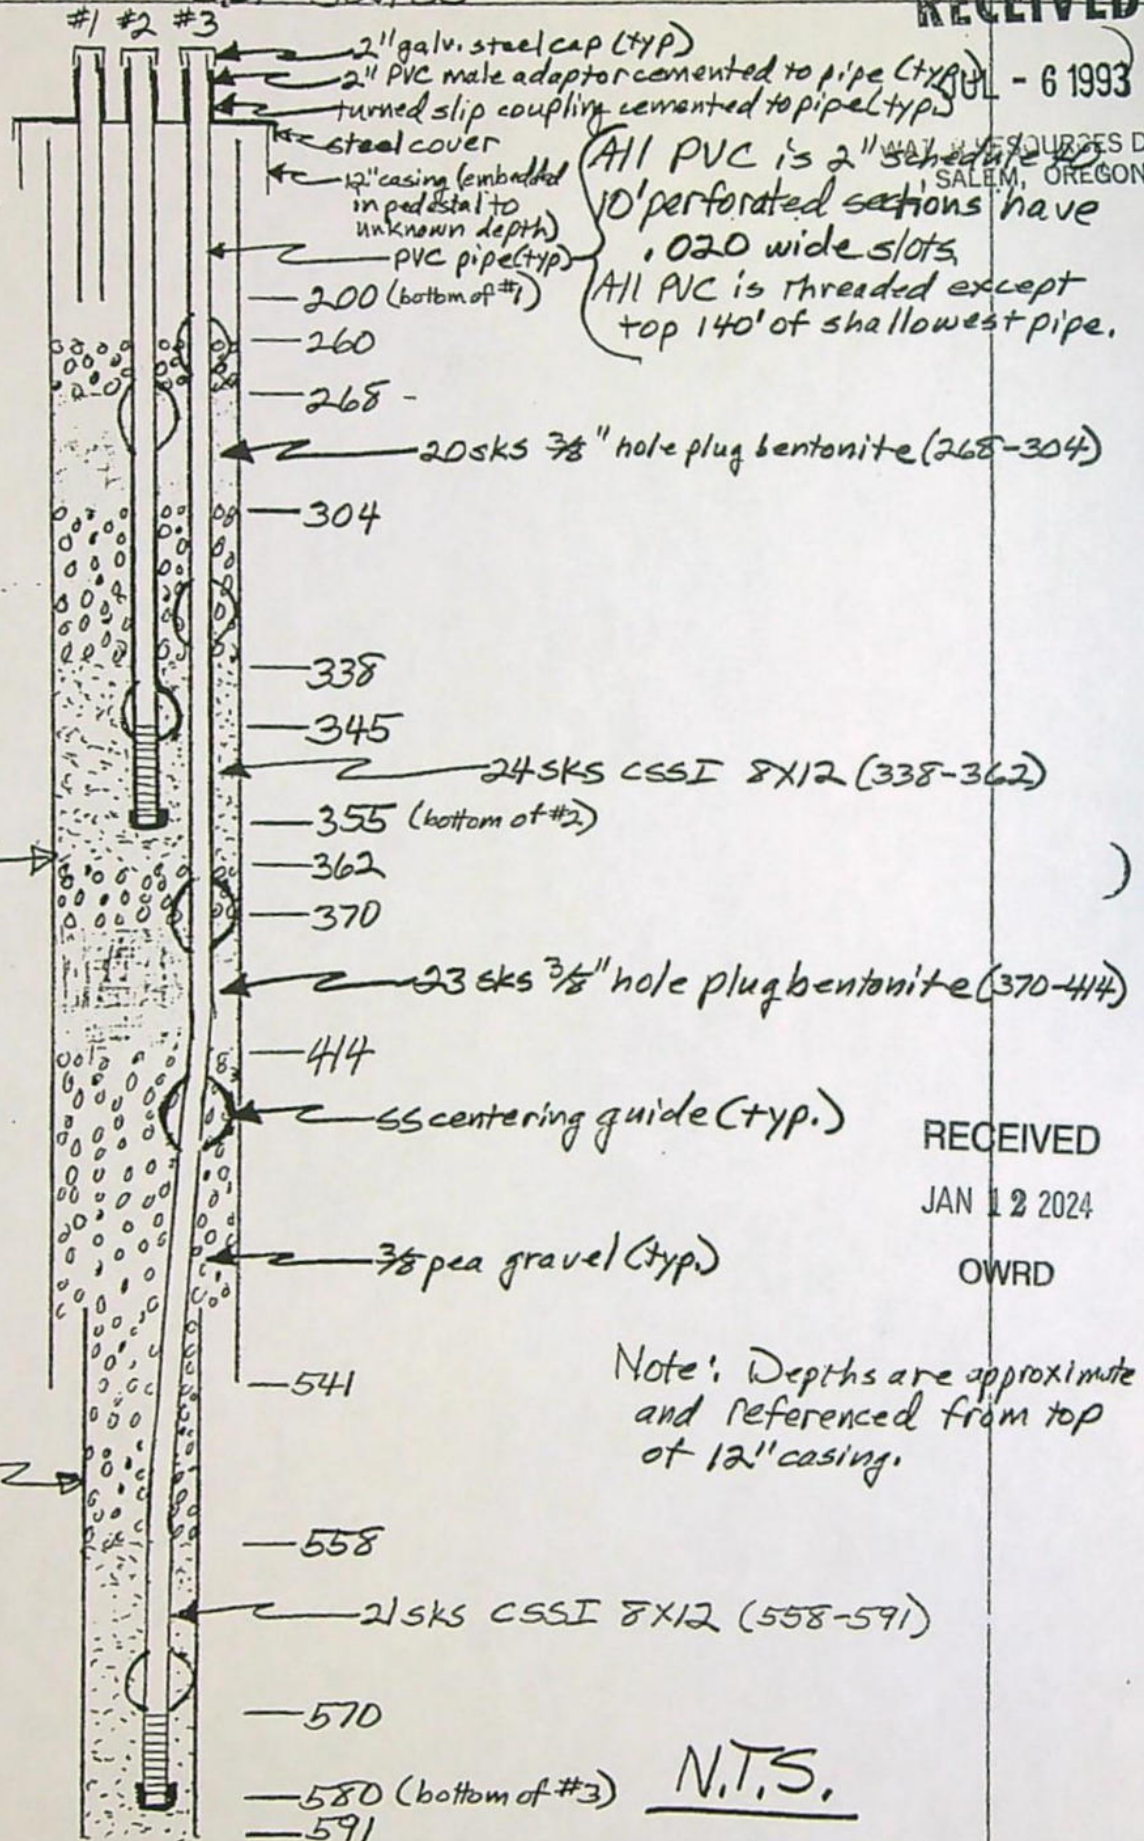 RECEIVED
#1 #2 #3
2" galv. steel cap (typ)
2" PVC male adaptor cemented to pipe (typ.)
JUL - 6 1993
turned slip coupling cemented to pipe (typ.)
steel cover
RESOURCES D
SALEM, OREGON
12" casing (embedded
in pedestal to
unknown depth)
PVC pipe (typ)
All PVC is 2" schedule 40.
10' perforated sections have
.020 wide slots
All PVC is threaded except
top 140' of shallowest pipe.
200 (bottom of #1)
260
268 -
20 sks 3/8" hole plug bentonite (268-304)
304
338
345
24 sks CSSI 8X12 (338-362)
355 (bottom of #2)
362
370
23 sks 3/8" hole plug bentonite (370-414)
414
ss centering guide (typ.)
RECEIVED
JAN 12 2024
OWRD
3/8 pea gravel (typ.)
Note: Depths are approximate
and referenced from top
of 12" casing.
541
558
21 sks CSSI 8X12 (558-591)
570
580 (bottom of #3)
N.T.S.
591